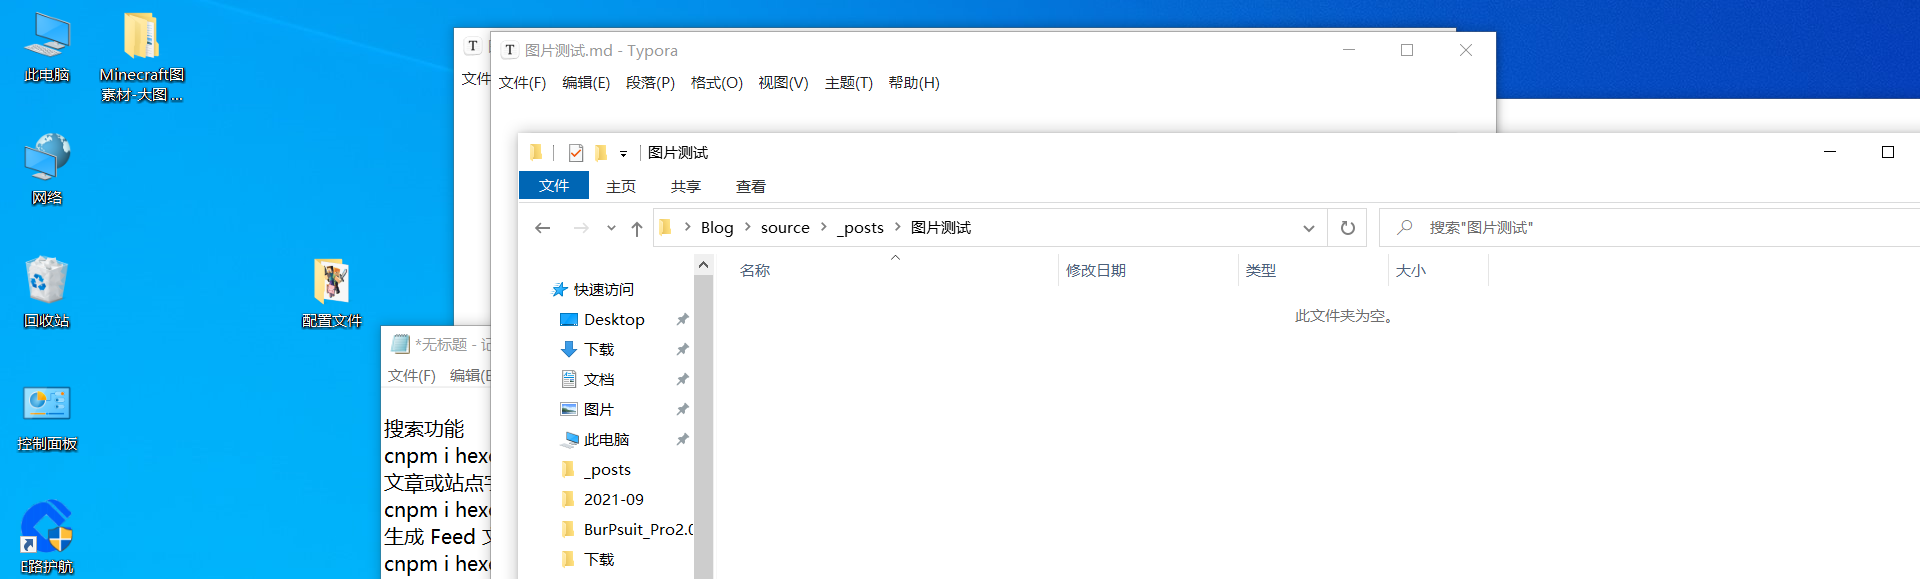 此电脑
Minecraft图
素材-大图 ...
网络
回收站
配置文件
控制面板
E路护航
T
文件
T 图片测试.md - Typora
文件(F) 编辑(E) 段落(P) 格式(O) 视图(V) 主题(T) 帮助(H)
*无标题 - 记
文件(F) 编辑(E
搜索功能
cnpm i hex
文章或站点字
cnpm i hex
生成 Feed 文
cnpm i hex
图片测试
文件 主页 共享 查看
Blog source _posts 图片测试
搜索"图片测试"
名称 修改日期 类型 大小
此文件夹为空。
快速访问
Desktop
下载
文档
图片
此电脑
_posts
2021-09
BurPsuit_Pro2.0
下载